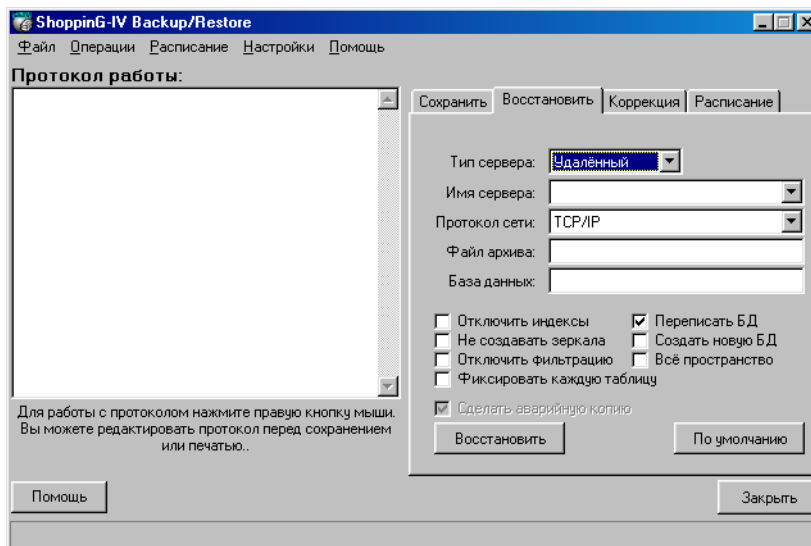 ShoppinG-IV Backup/Restore
Файл Операции Расписание Настройки Помощь
Протокол работы:
Сохранить Восстановить Коррекция Расписание
Тип сервера: Удалённый
Имя сервера:
Протокол сети: TCP/IP
Файл архива:
База данных:
Отключить индексы Переписать БД
Не создавать зеркала Создать новую БД
Отключить фильтрацию Всё пространство
Фиксировать каждую таблицу
Сделать аварийную копию
Для работы с протоколом нажмите правую кнопку мыши.
Вы можете редактировать протокол перед сохранением
или печатью..
Восстановить По умолчанию
Помощь Закрыть